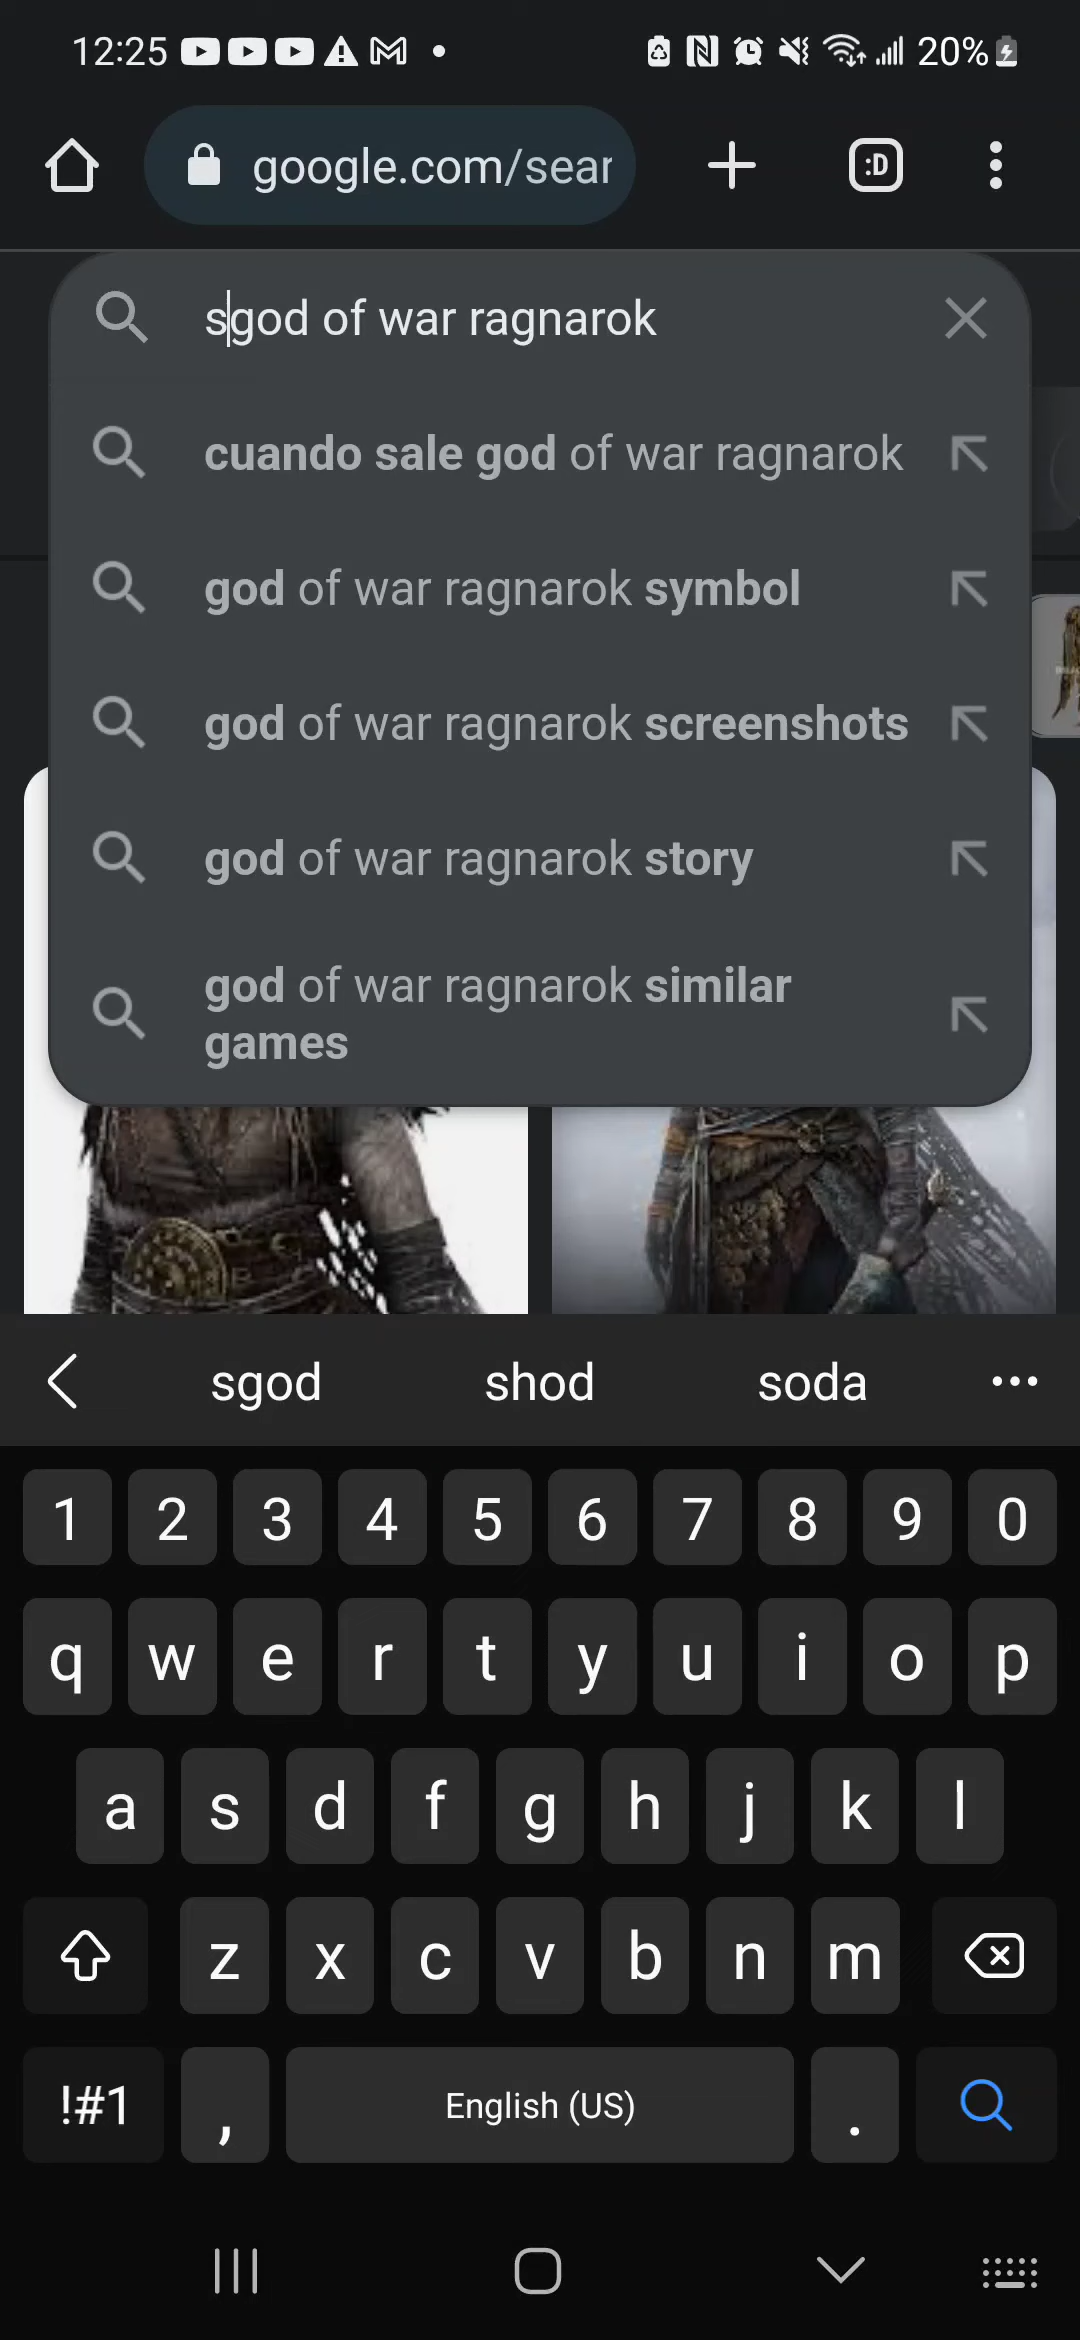 12:25 20%
google.com/sear :D
sgod of war ragnarok
cuando sale god of war ragnarok
god of war ragnarok symbol
god of war ragnarok screenshots
god of war ragnarok story
god of war ragnarok similar
games
sgod shod soda
1 2 3 4 5 6 7 8 9 0
q w e r t y u i o p
a s d f g h j k l
z x c v b n m
!#1 , English (US) .